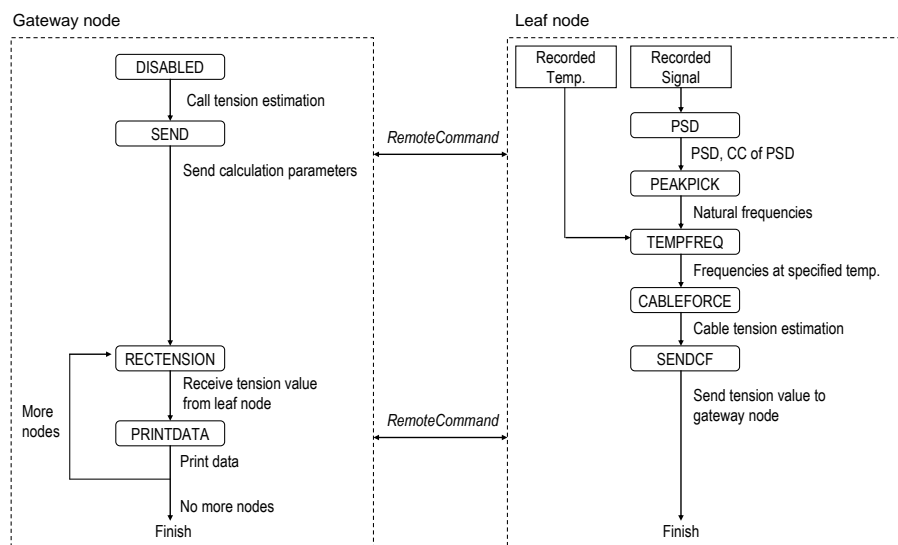 Gateway node
DISABLED
Call tension estimation
SEND
Send calculation parameters
RECTENSION
Receive tension value
from leaf node
More
nodes
PRINTDATA
Print data
No more nodes
Finish
RemoteCommand
RemoteCommand
Leaf node
Recorded
Temp.
Recorded
Signal
PSD
PSD, CC of PSD
PEAKPICK
Natural frequencies
TEMPFREQ
Frequencies at specified temp.
CABLEFORCE
Cable tension estimation
SENDCF
Send tension value to
gateway node
Finish